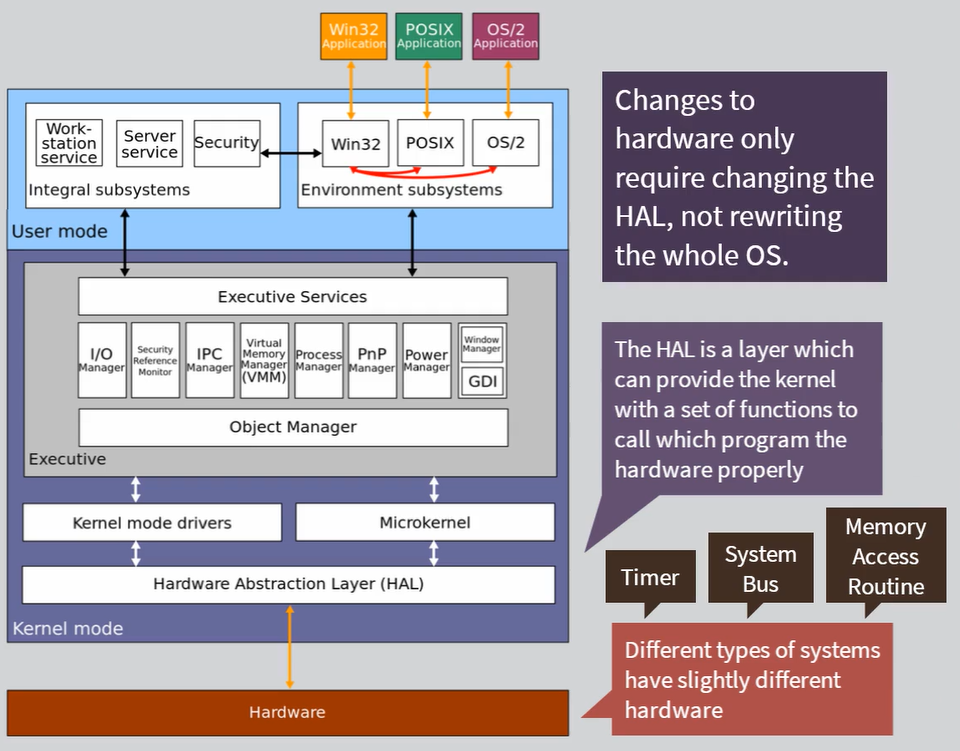 Win32
Application
POSIX
Application
OS/2
Application
Work-
station
service
Server
service
Security
Integral subsystems
Win32
POSIX
OS/2
Environment subsystems
User mode
Executive Services
I/O
Manager
Security
Reference
Monitor
IPC
Manager
Virtual
Memory
Manager
(VMM)
Process
Manager
PnP
Manager
Power
Manager
Window
Manager
GDI
Object Manager
Executive
Kernel mode drivers
Microkernel
Hardware Abstraction Layer (HAL)
Kernel mode
Hardware
Changes to
hardware only
require changing the
HAL, not rewriting
the whole OS.
The HAL is a layer which
can provide the kernel
with a set of functions to
call which program the
hardware properly
Timer
System
Bus
Memory
Access
Routine
Different types of systems
have slightly different
hardware